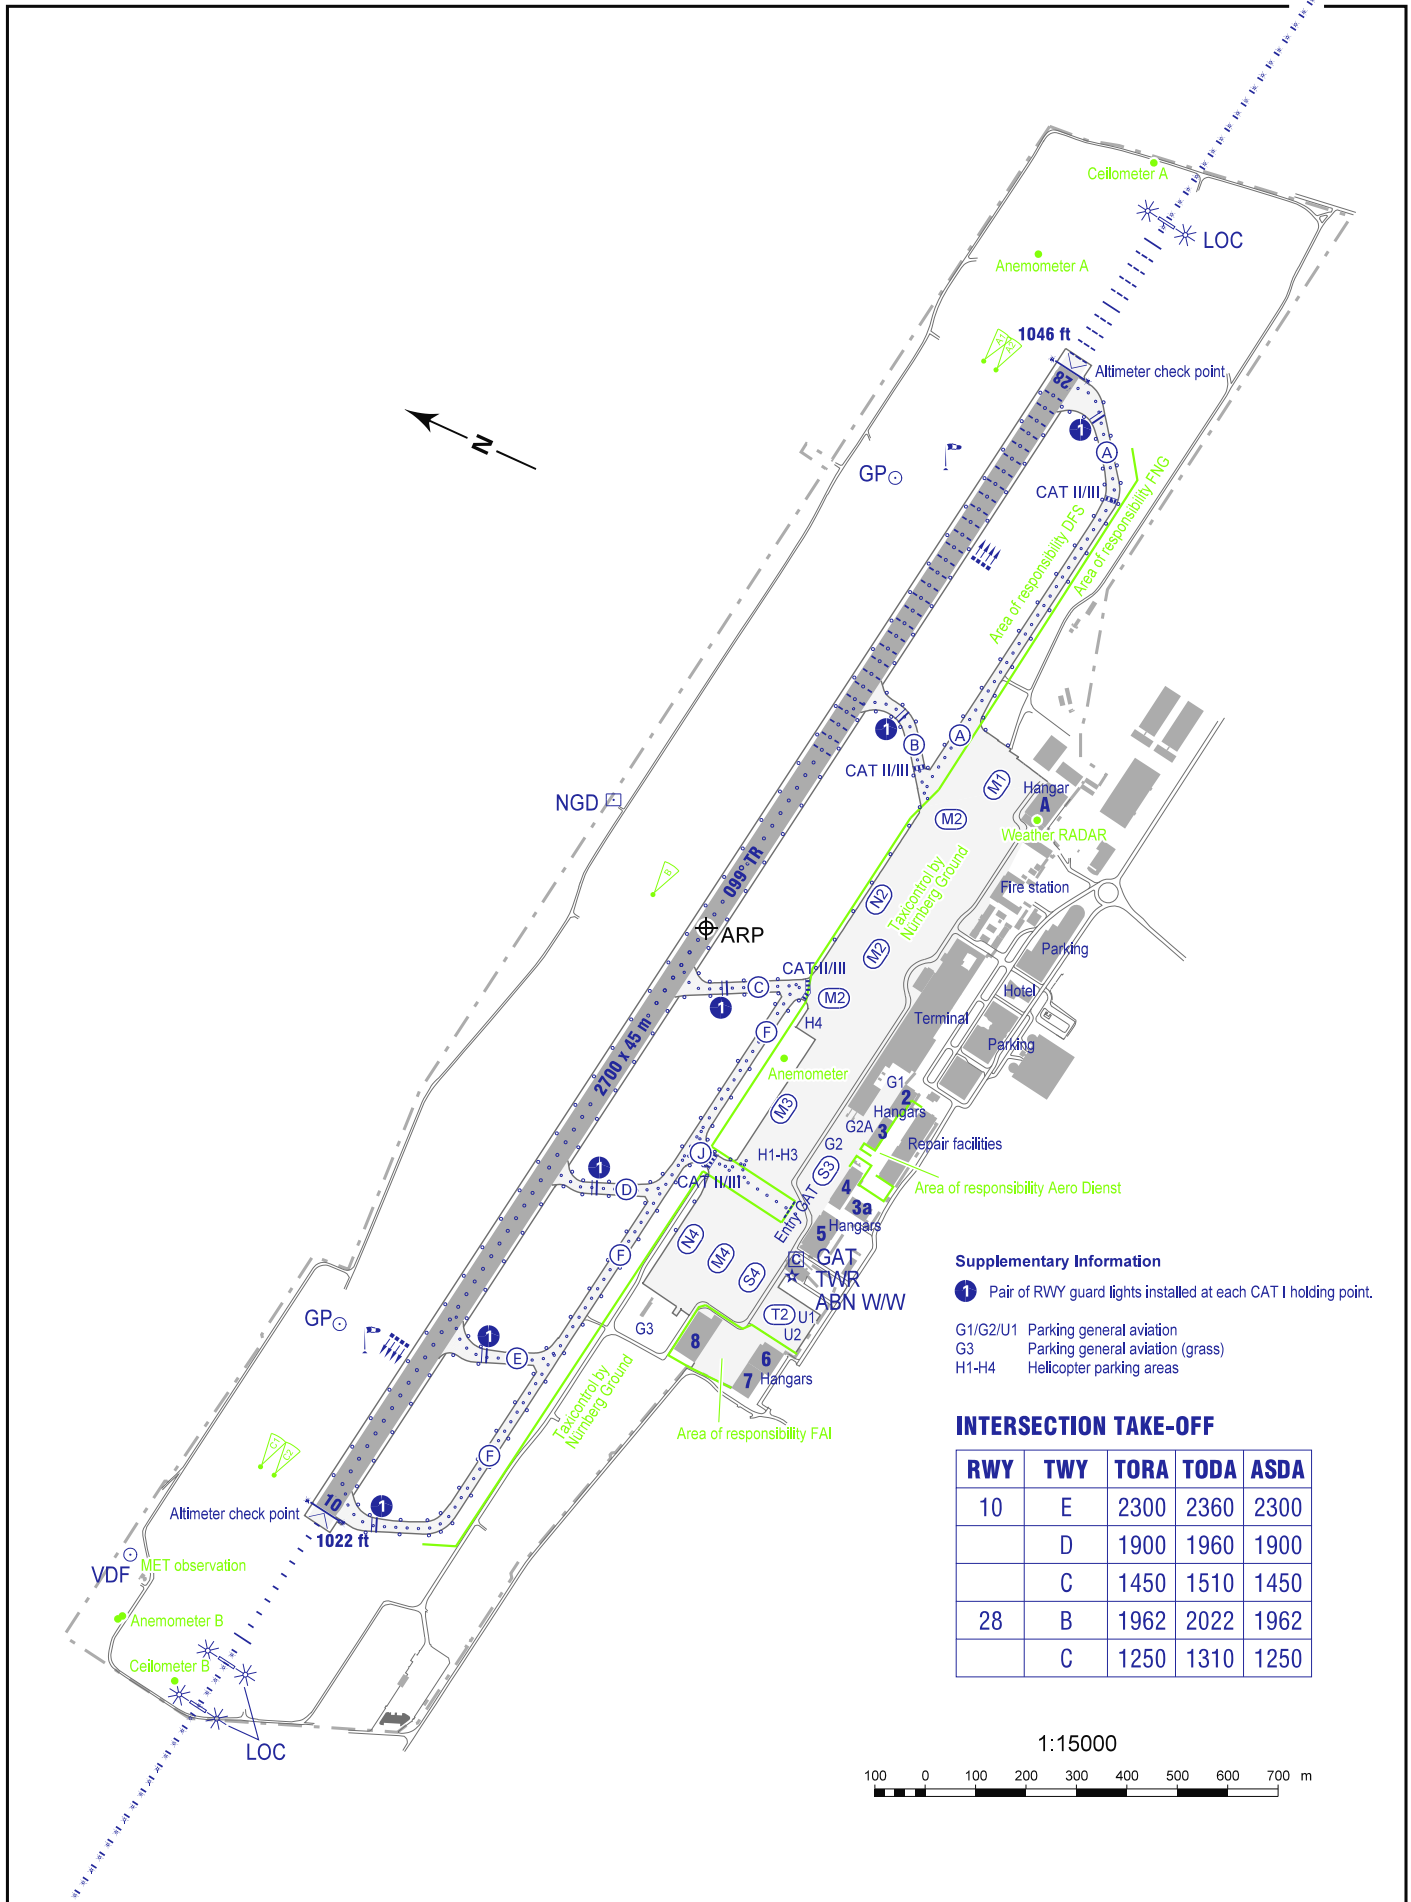 Ceilometer A
LOC
Anemometer A
1046 ft
A1
A2
Altimeter check point
28
1
N
A
GP
CAT II/III
Area of responsibility DFS
Area of responsibility FNG
1
B
A
CAT II/III
M1
Hangar
A
NGD
M2
Weather RADAR
099° TR
B
Taxicontrol by
Nürnberg Ground
N2
Fire station
ARP
M2
Parking
CAT II/III
C
M2
Hotel
1
H4
F
Terminal
Parking
2700 x 45 m
Anemometer
G1
2
M3
Hangars
G2A
3
G2
Repair facilities
J
H1-H3
1
S3
CAT II/III
D
4
Area of responsibility Aero Dienst
3a
Entry GAT
5
Hangars
N4
M4
F
C
GAT
S4
TWR
ABN W/W
Supplementary Information
1 Pair of RWY guard lights installed at each CAT I holding point.
GP
T2
U1
U2
G3
8
G1/G2/U1 Parking general aviation
G3 Parking general aviation (grass)
H1-H4 Helicopter parking areas
1
E
6
7
Hangars
Taxicontrol by
Nürnberg Ground
Area of responsibility FAI
INTERSECTION TAKE-OFF
RWY TWY TORA TODA ASDA
10 E 2300 2360 2300
D 1900 1960 1900
C 1450 1510 1450
28 B 1962 2022 1962
C 1250 1310 1250
C1
C2
F
10
1
Altimeter check point
1022 ft
VDF
MET observation
Anemometer B
Ceilometer B
LOC
1:15000
100 0 100 200 300 400 500 600 700 m